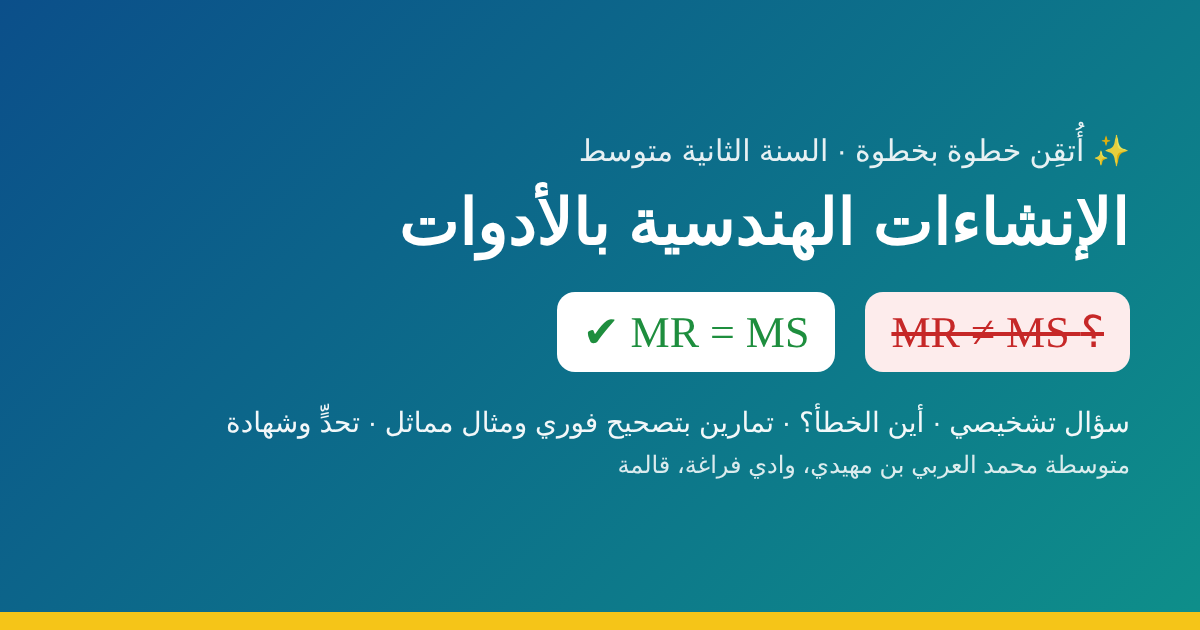 ✨ أُتقِن خطوة بخطوة · السنة الثانية متوسط
الإنشاءات الهندسية بالأدوات
MR ≠ MS ؟
✔ MR = MS
سؤال تشخيصي · أين الخطأ؟ · تمارين بتصحيح فوري ومثال مماثل · تحدٍّ وشهادة
متوسطة محمد العربي بن مهيدي، وادي فراغة، قالمة